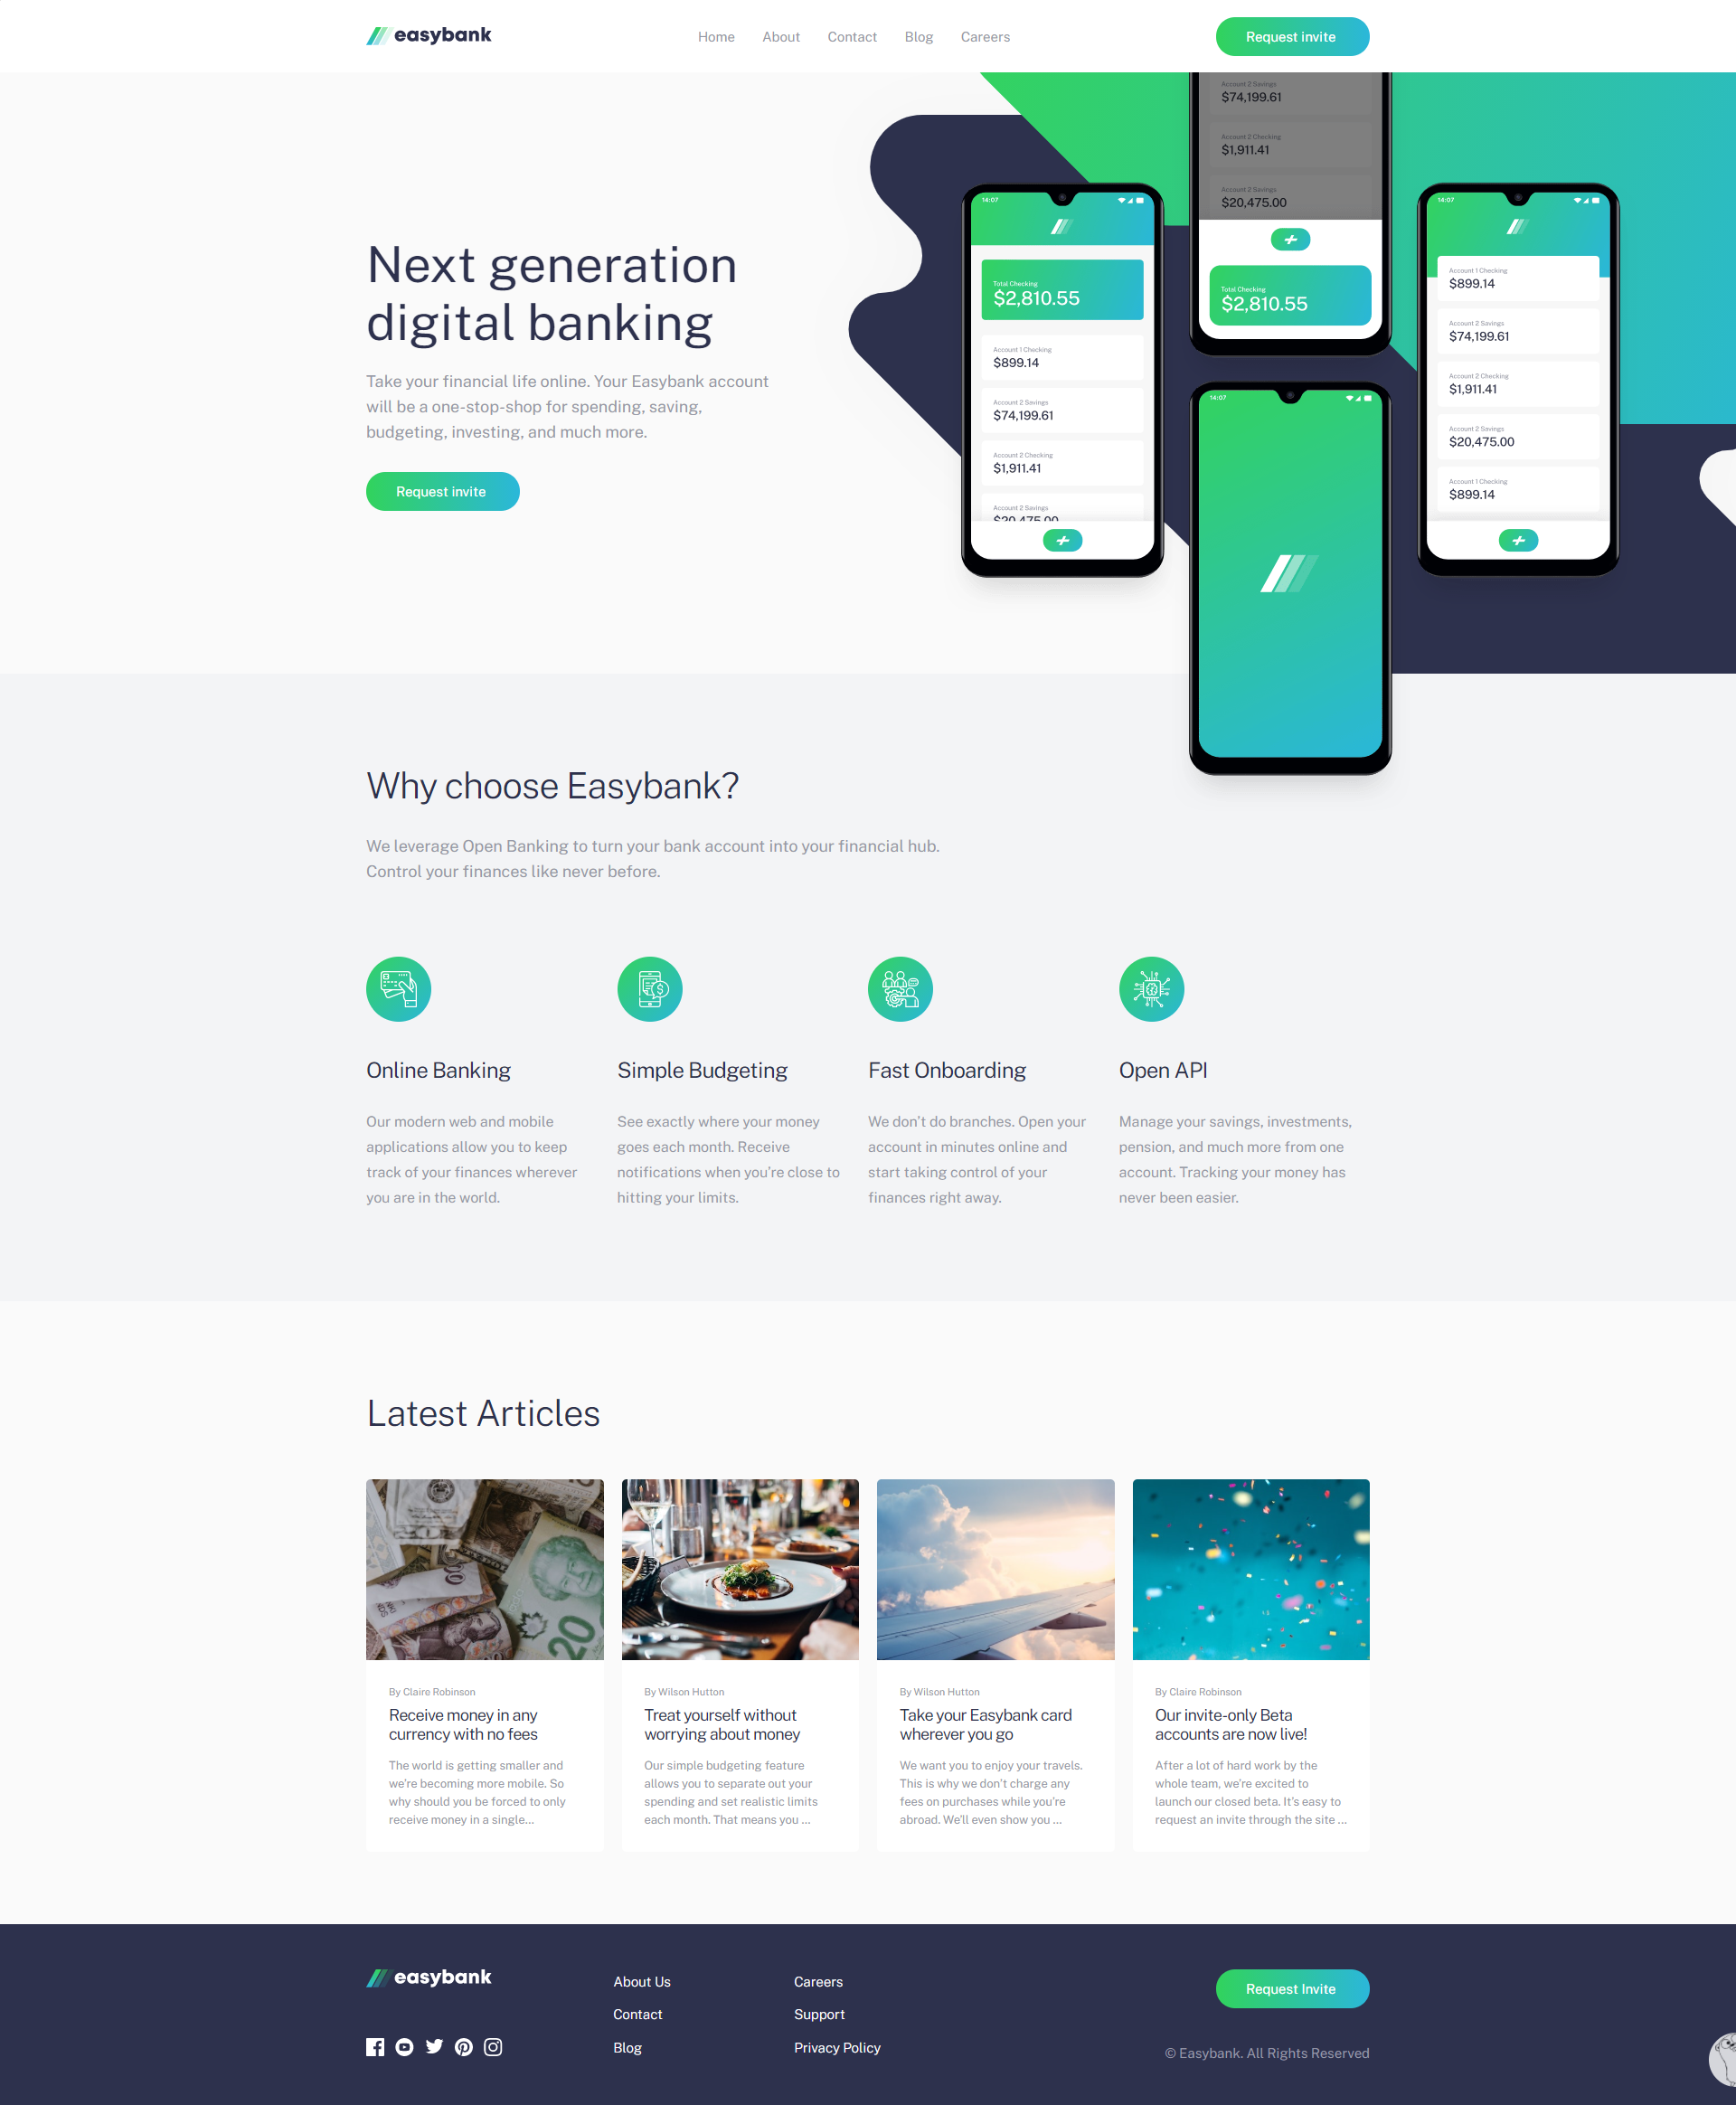 easybank
Home
About
Contact
Blog
Careers
Request invite
Next generation
digital banking
Take your financial life online. Your Easybank account
will be a one-stop-shop for spending, saving,
budgeting, investing, and much more.
Request invite
14:07
Total Checking
$2,810.55
Account 1 Checking
$899.14
Account 2 Savings
$74,199.61
Account 2 Checking
$1,911.41
Account 2 Savings
$20,475.00
Account 2 Savings
$74,199.61
Account 2 Checking
$1,911.41
Account 2 Savings
$20,475.00
Total Checking
$2,810.55
14:07
14:07
Account 1 Checking
$899.14
Account 2 Savings
$74,199.61
Account 2 Checking
$1,911.41
Account 2 Savings
$20,475.00
Account 1 Checking
$899.14
Why choose Easybank?
We leverage Open Banking to turn your bank account into your financial hub.
Control your finances like never before.
Online Banking
Our modern web and mobile
applications allow you to keep
track of your finances wherever
you are in the world.
Simple Budgeting
See exactly where your money
goes each month. Receive
notifications when you're close to
hitting your limits.
Fast Onboarding
We don't do branches. Open your
account in minutes online and
start taking control of your
finances right away.
Open API
Manage your savings, investments,
pension, and much more from one
account. Tracking your money has
never been easier.
Latest Articles
20
By Claire Robinson
Receive money in any
currency with no fees
The world is getting smaller and
we're becoming more mobile. So
why should you be forced to only
receive money in a single...
By Wilson Hutton
Treat yourself without
worrying about money
Our simple budgeting feature
allows you to separate out your
spending and set realistic limits
each month. That means you ...
By Wilson Hutton
Take your Easybank card
wherever you go
We want you to enjoy your travels.
This is why we don't charge any
fees on purchases while you're
abroad. We'll even show you ...
By Claire Robinson
Our invite-only Beta
accounts are now live!
After a lot of hard work by the
whole team, we're excited to
launch our closed beta. It's easy to
request an invite through the site ...
easybank
About Us
Contact
Blog
Careers
Support
Privacy Policy
Request Invite
© Easybank. All Rights Reserved